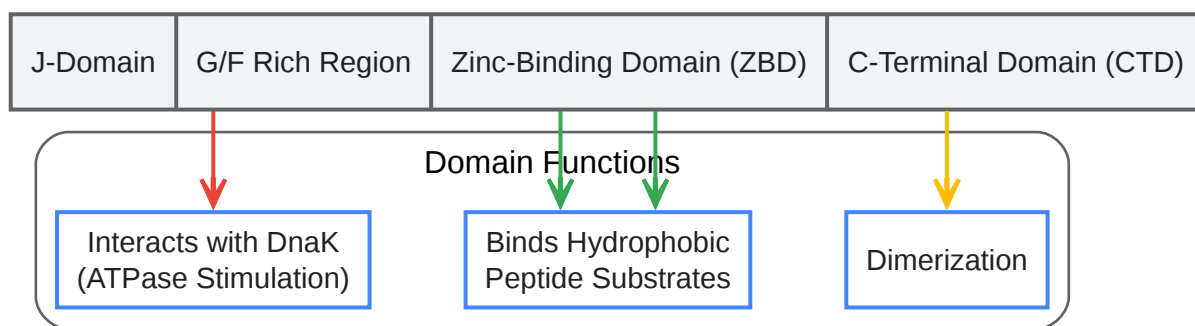 J-Domain
G/F Rich Region
Zinc-Binding Domain (ZBD)
C-Terminal Domain (CTD)
Domain Functions
Interacts with DnaK
(ATPase Stimulation)
Binds Hydrophobic
Peptide Substrates
Dimerization